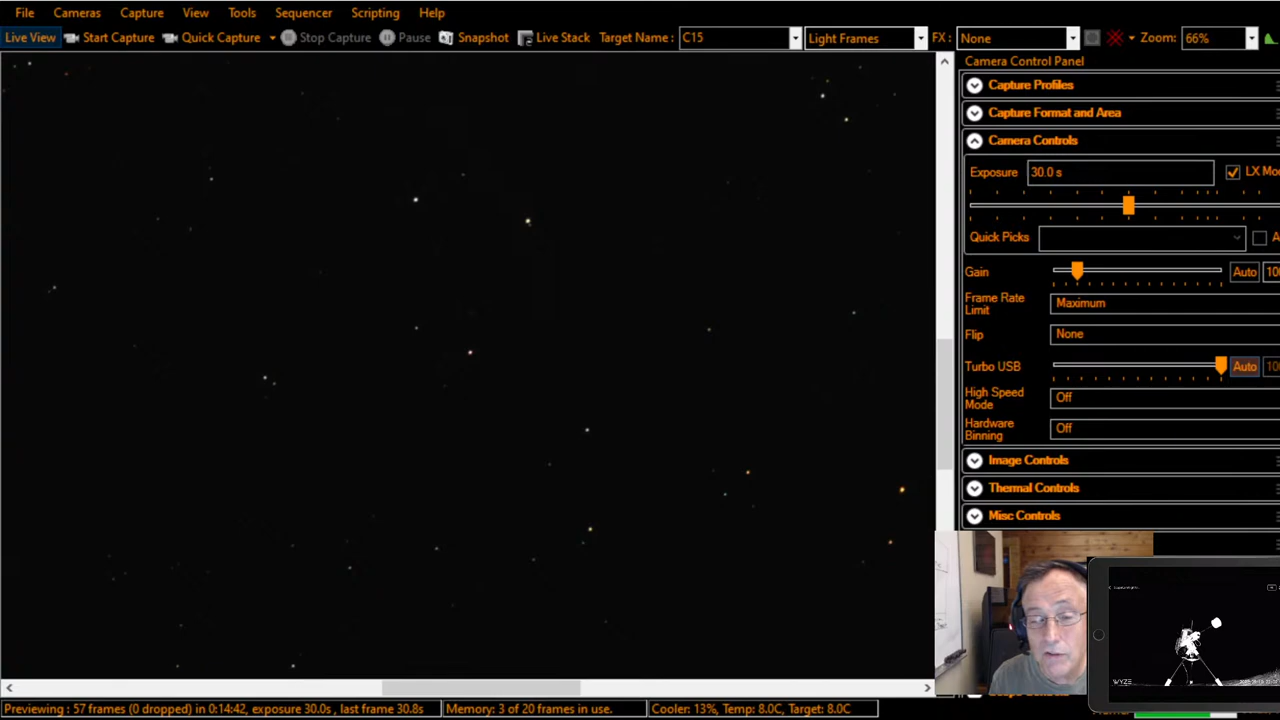 File Cameras Capture View Tools Sequencer Scripting Help
Live View Start Capture Quick Capture Stop Capture Pause Snapshot Live Stack Target Name : C15 Light Frames FX : None Zoom: 66%
Camera Control Panel
Capture Profiles
Capture Format and Area
Camera Controls
Exposure 30.0 s LX Mo
Quick Picks A
Gain Auto 10
Frame Rate Limit Maximum
Flip None
Turbo USB Auto 10
High Speed Mode Off
Hardware Binning Off
Image Controls
Thermal Controls
Misc Controls
WYZE
Previewing : 57 frames (0 dropped) in 0:14:42, exposure 30.0s , last frame 30.8s Memory: 3 of 20 frames in use. Cooler: 13%, Temp: 8.0C, Target: 8.0C